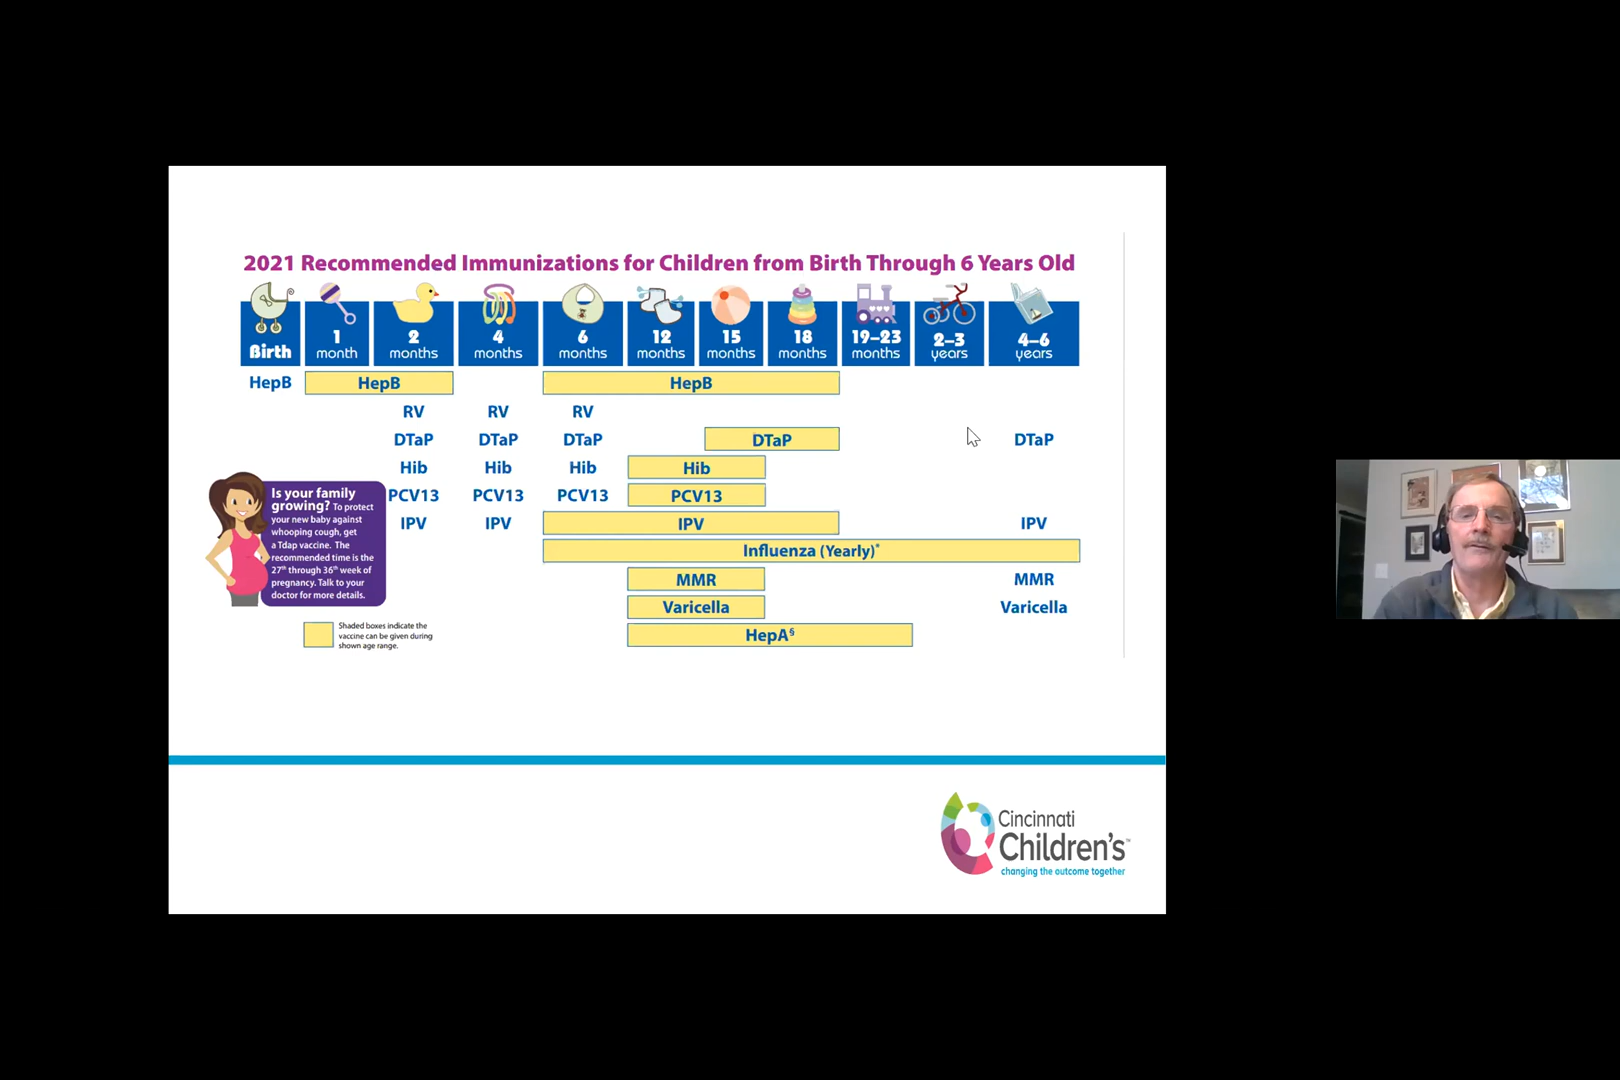 2021 Recommended Immunizations for Children from Birth Through 6 Years Old
Birth
1 month
2 months
4 months
6 months
12 months
15 months
18 months
19–23 months
2–3 years
4–6 years
HepB HepB HepB
RV RV RV
DTaP DTaP DTaP DTaP DTaP
Hib Hib Hib Hib
PCV13 PCV13 PCV13 PCV13
IPV IPV IPV IPV
Influenza (Yearly)*
MMR MMR
Varicella Varicella
HepA§
Is your family
growing? To protect
your new baby against
whooping cough, get
a Tdap vaccine. The
recommended time is the
27th through 36th week of
pregnancy. Talk to your
doctor for more details.
Shaded boxes indicate the
vaccine can be given during
shown age range.
Cincinnati
Children's™
changing the outcome together